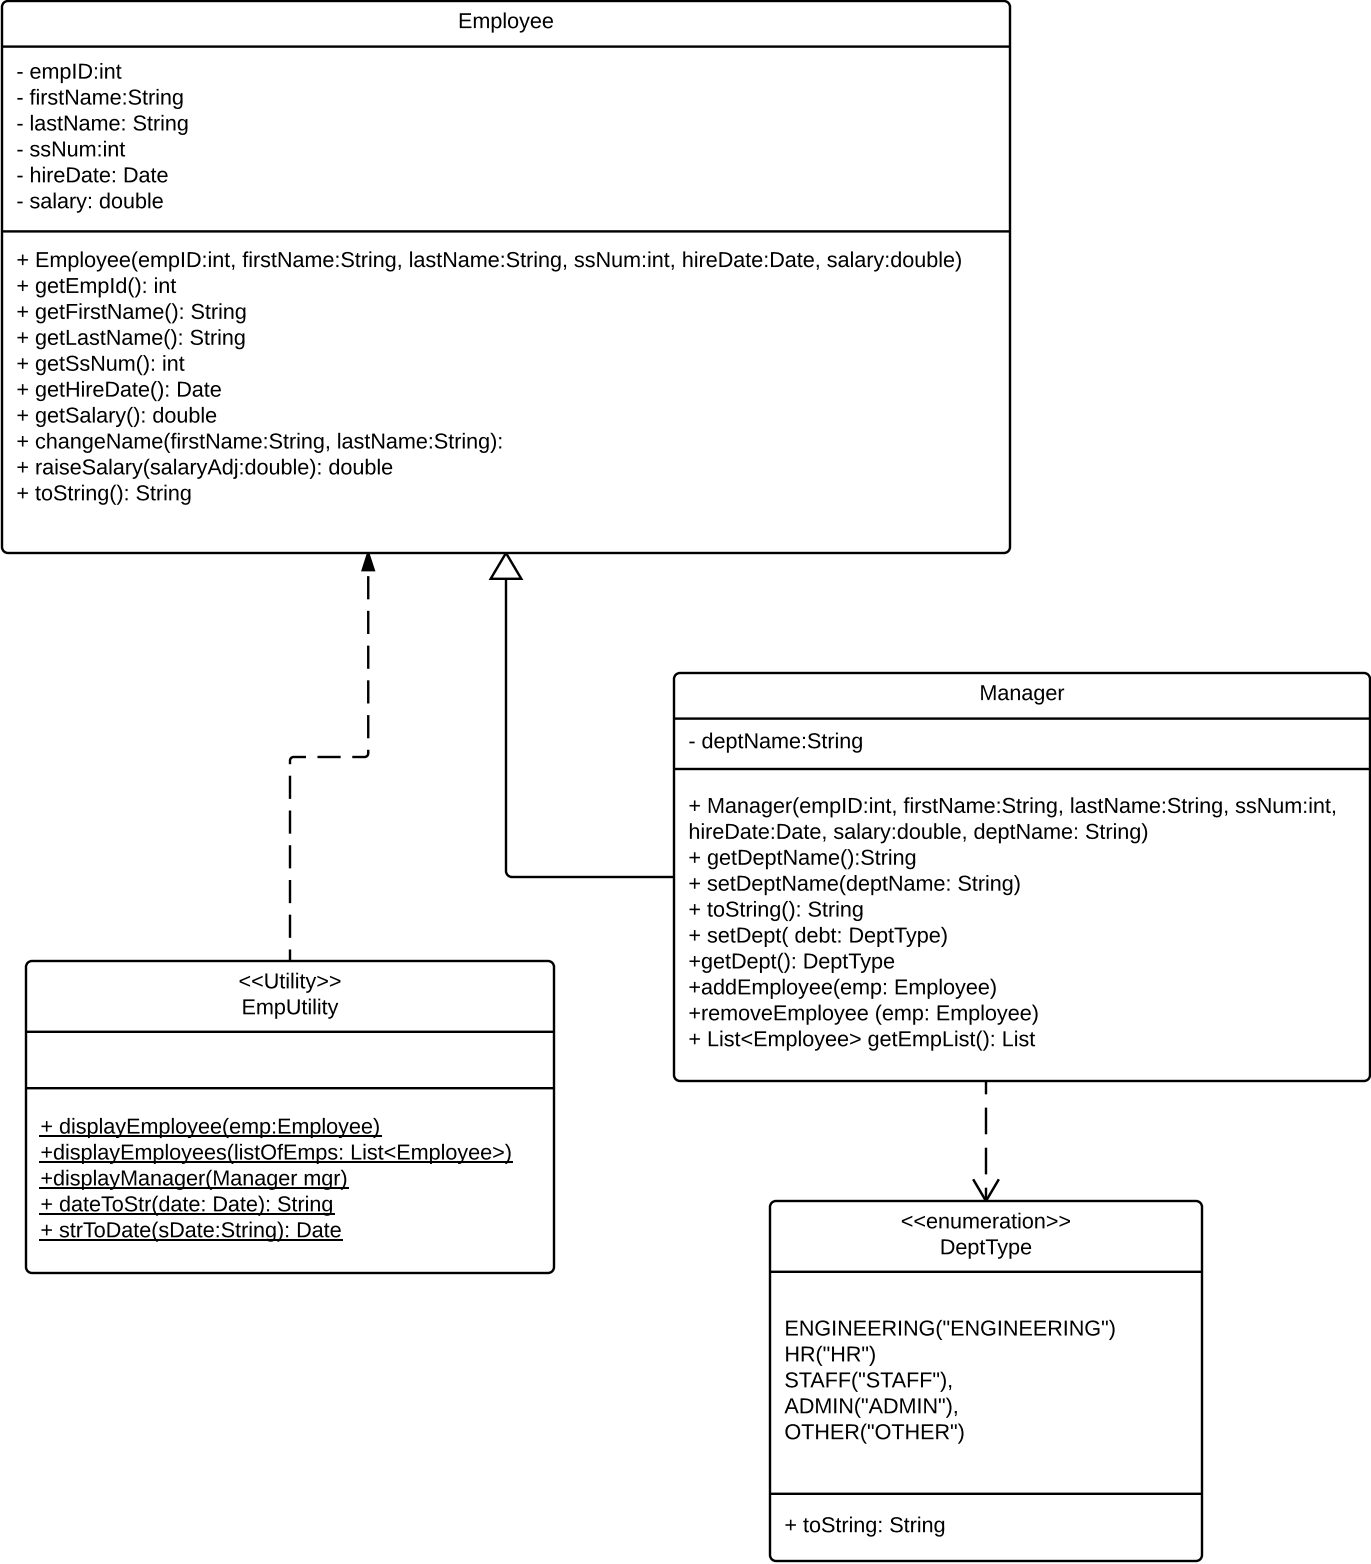 Employee
- empID:int
- firstName:String
- lastName: String
- ssNum:int
- hireDate: Date
- salary: double
+ Employee(empID:int, firstName:String, lastName:String, ssNum:int, hireDate:Date, salary:double)
+ getEmpId(): int
+ getFirstName(): String
+ getLastName(): String
+ getSsNum(): int
+ getHireDate(): Date
+ getSalary(): double
+ changeName(firstName:String, lastName:String):
+ raiseSalary(salaryAdj:double): double
+ toString(): String
Manager
- deptName:String
+ Manager(empID:int, firstName:String, lastName:String, ssNum:int,
hireDate:Date, salary:double, deptName: String)
+ getDeptName():String
+ setDeptName(deptName: String)
+ toString(): String
+ setDept( debt: DeptType)
+getDept(): DeptType
+addEmployee(emp: Employee)
+removeEmployee (emp: Employee)
+ List<Employee> getEmpList(): List
<<Utility>>
EmpUtility
+ displayEmployee(emp:Employee)
+displayEmployees(listOfEmps: List<Employee>)
+displayManager(Manager mgr)
+ dateToStr(date: Date): String
+ strToDate(sDate:String): Date
<<enumeration>>
DeptType
ENGINEERING("ENGINEERING")
HR("HR")
STAFF("STAFF"),
ADMIN("ADMIN"),
OTHER("OTHER")
+ toString: String